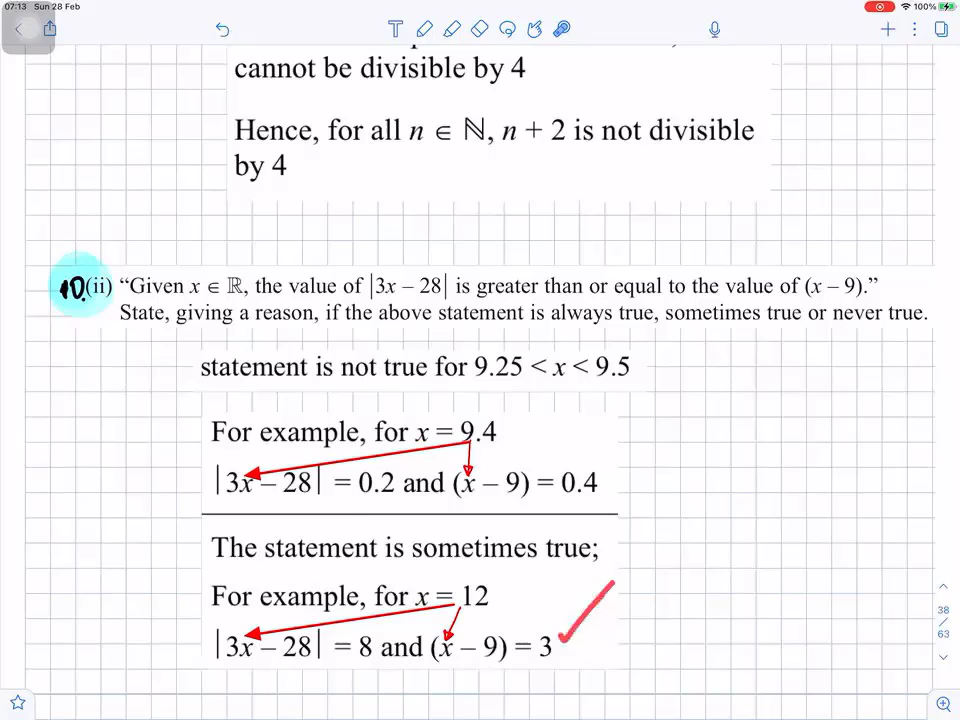 07:13 Sun 28 Feb
100%
cannot be divisible by 4
Hence, for all n ∈ ℕ, n + 2 is not divisible
by 4
10.(ii) “Given x ∈ ℝ, the value of |3x – 28| is greater than or equal to the value of (x – 9).”
State, giving a reason, if the above statement is always true, sometimes true or never true.
statement is not true for 9.25 < x < 9.5
For example, for x = 9.4
|3x – 28| = 0.2 and (x – 9) = 0.4
The statement is sometimes true;
For example, for x = 12
|3x – 28| = 8 and (x – 9) = 3
38
/
63